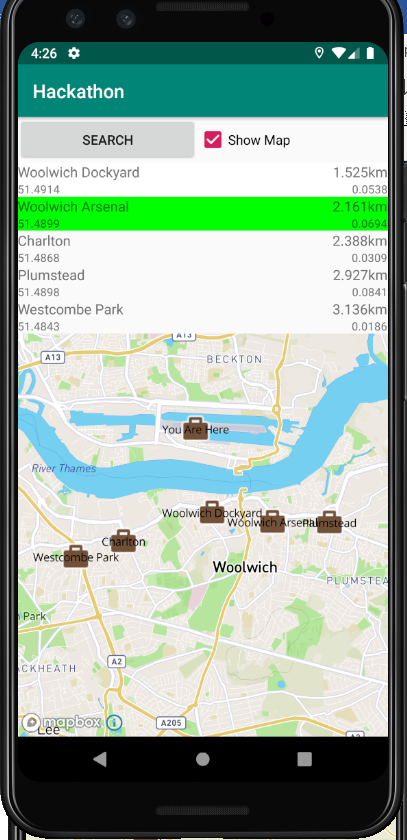 4:26
Hackathon
SEARCH Show Map
Woolwich Dockyard 1.525km
51.4914 0.0538
Woolwich Arsenal 2.161km
51.4899 0.0694
Charlton 2.388km
51.4868 0.0309
Plumstead 2.927km
51.4898 0.0841
Westcombe Park 3.136km
51.4843 0.0186
A13
A13
BECKTON
You Are Here
River Thames
Woolwich Dockyard
Woolwich Arsenal
Plumstead
Charlton
Westcombe Park
Woolwich
PLUMSTEA
n Park
A2
ACKHEATH
A205
A2
mapbox
Lee